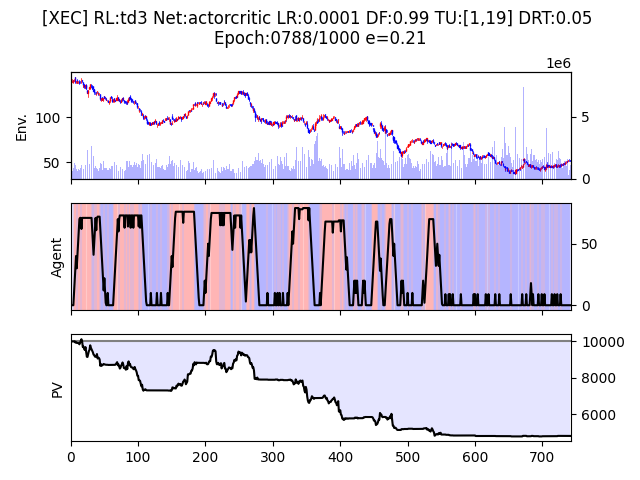 [XEC] RL:td3 Net:actorcritic LR:0.0001 DF:0.99 TU:[1,19] DRT:0.05
Epoch:0788/1000 e=0.21
1e6
Env.
100
50
5
0
Agent
50
0
PV
10000
8000
6000
0 100 200 300 400 500 600 700